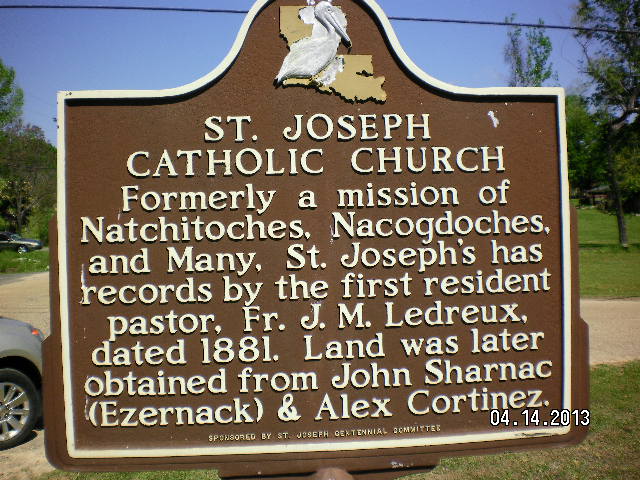 ST. JOSEPH
CATHOLIC CHURCH
Formerly a mission of
Natchitoches, Nacogdoches,
and Many, St. Joseph's has
records by the first resident
pastor, Fr. J. M. Ledreux,
dated 1881. Land was later
obtained from John Sharnac
(Ezernack) & Alex Cortinez.
SPONSORED BY ST. JOSEPH CENTENNIAL COMMITTEE
04.14.2013